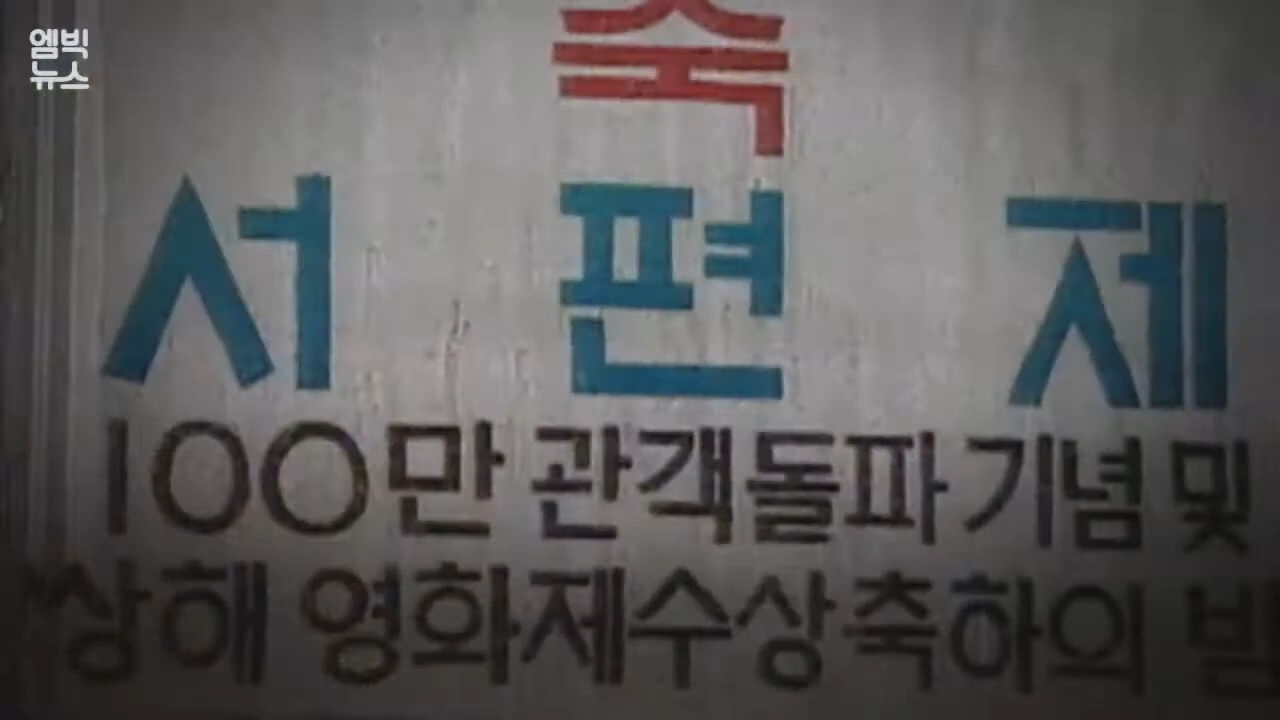 엠빅
뉴스
축
서편제
100만 관객돌파 기념 및
상해 영화제수상축하의 밤